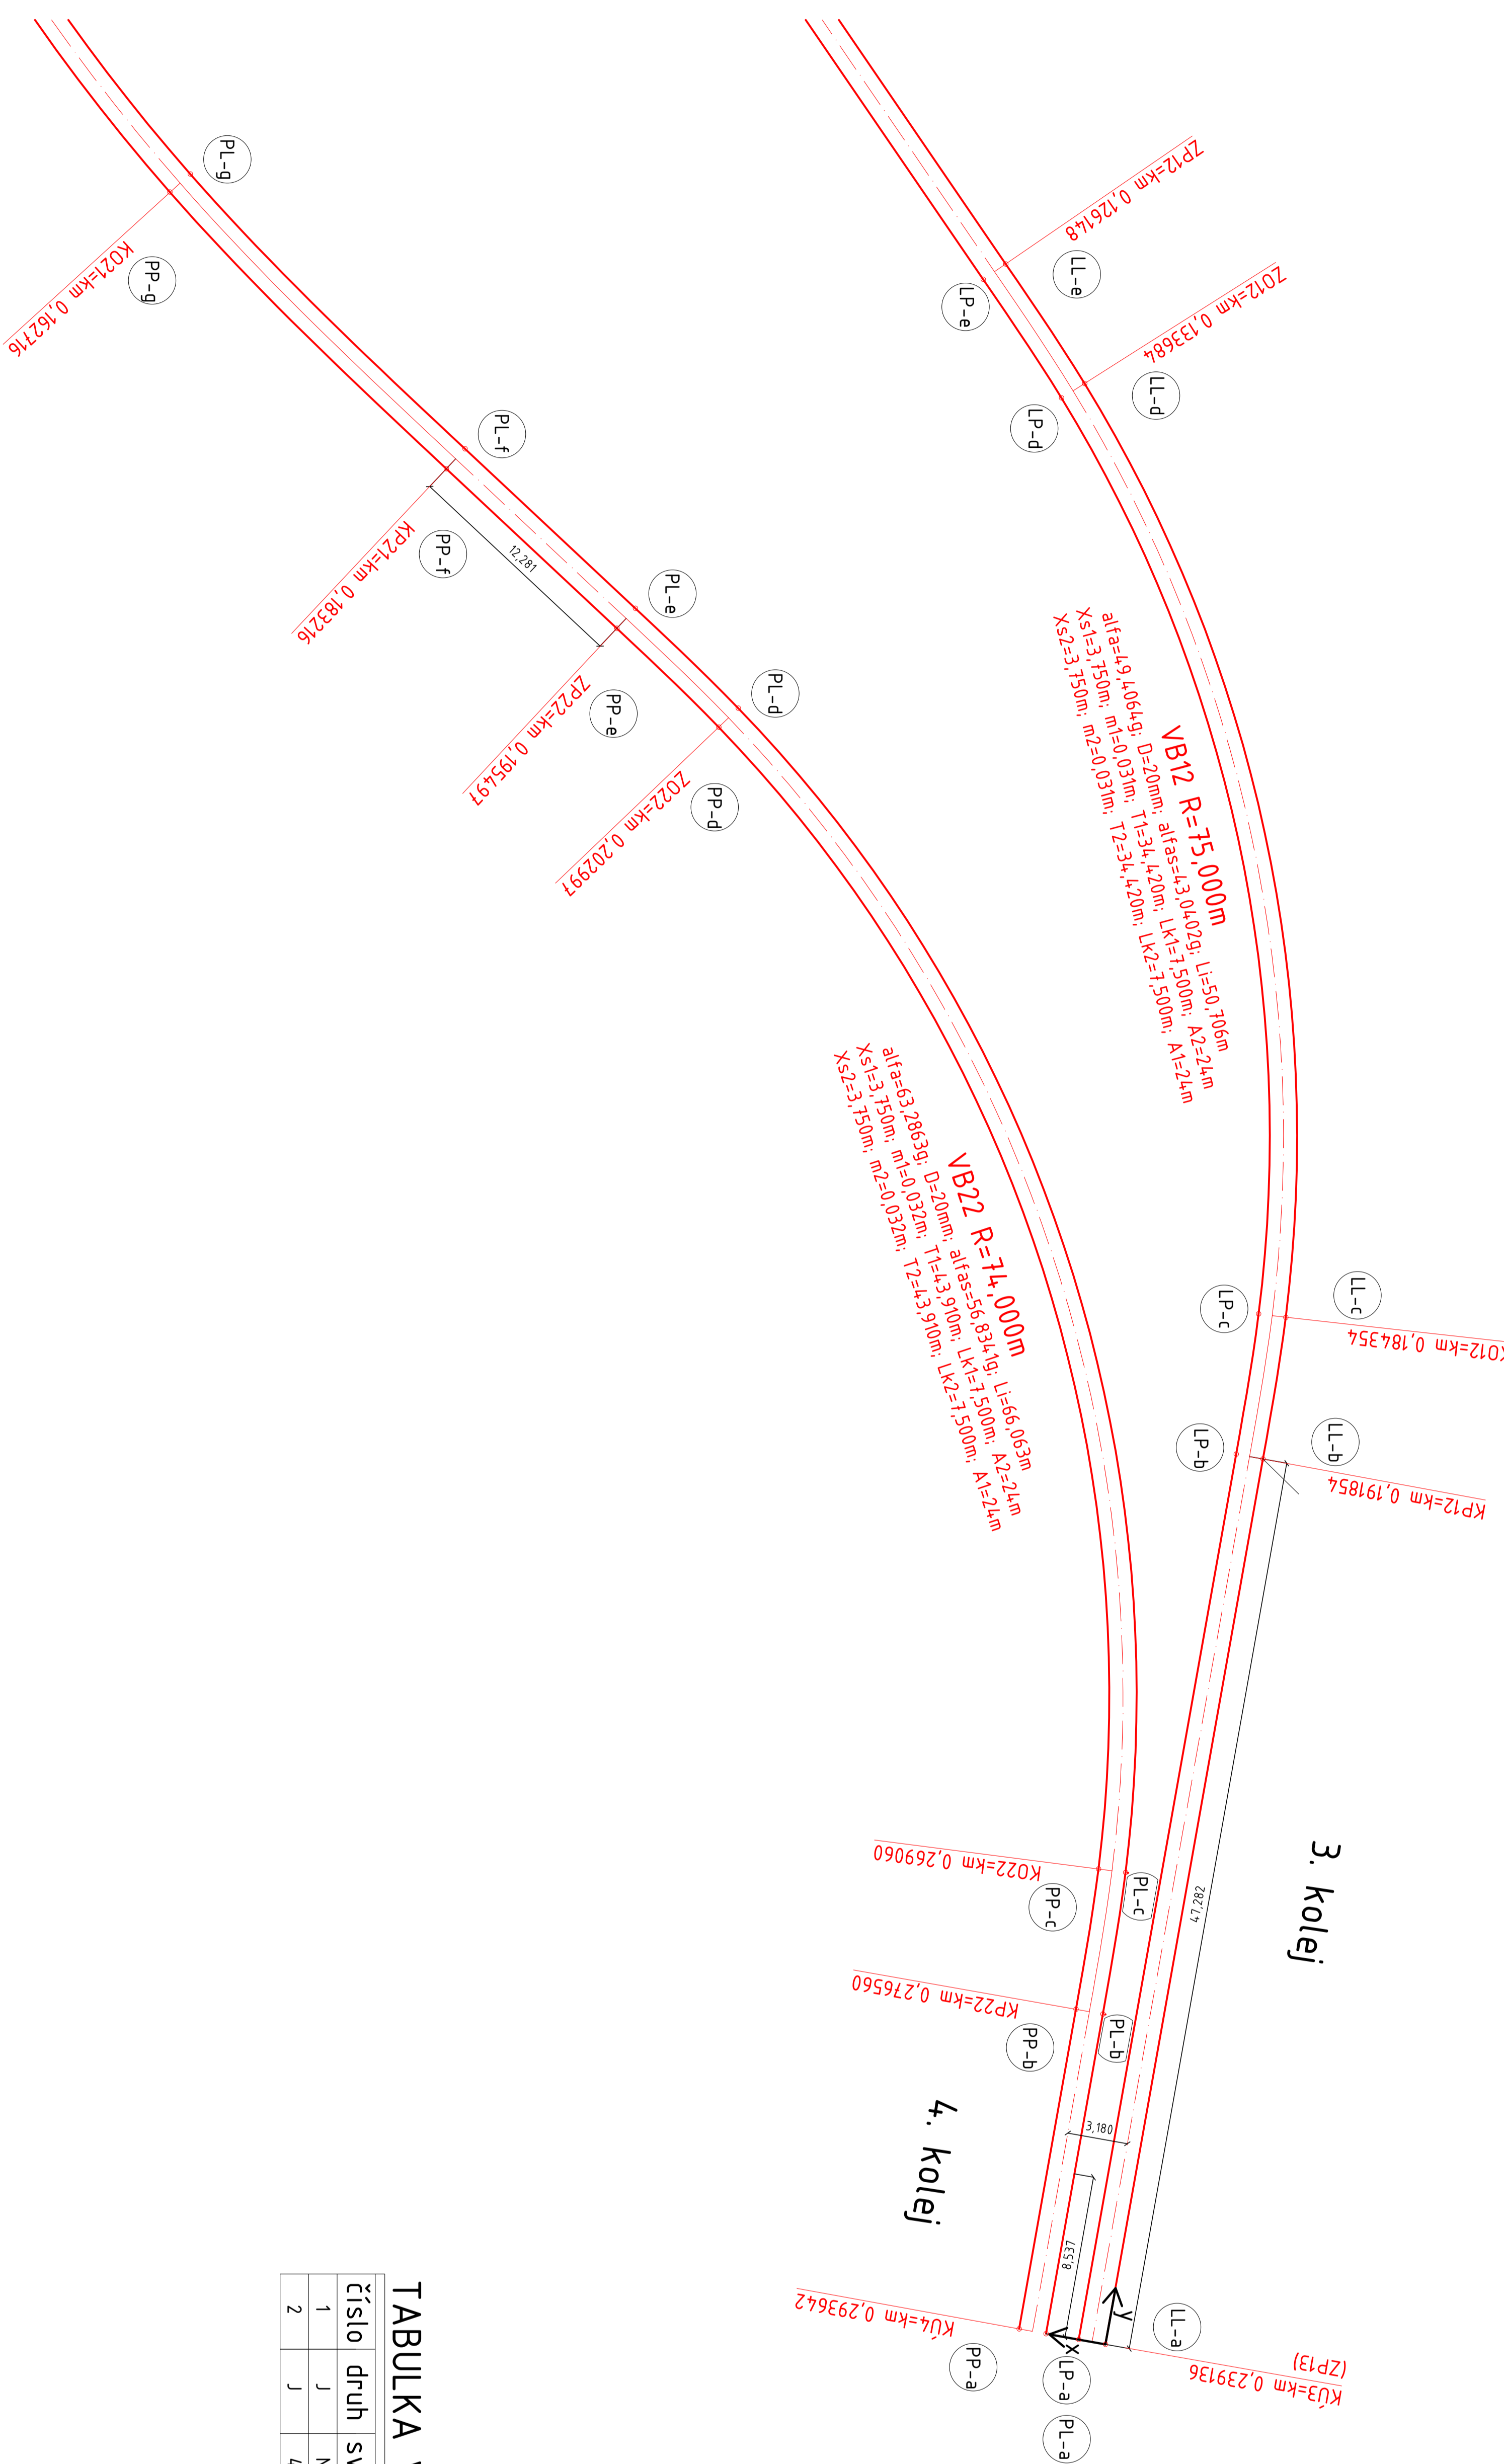 PL-g
PP-g
KO21=km 0,162716
ZP12=km 0,126148
LL-e
LP-e
ZO12=km 0,133684
LL-d
LP-d
PL-f
PP-f
KP21=km 0,183216
12,281
PL-e
PP-e
ZP22=km 0,195497
PL-d
PP-d
ZO22=km 0,202997
VB12 R=75,000m
alfa=49,4064g; D=20mm; alfas=43,0402g; Li=50,706m
Xs1=3,750m; m1=0,031m; T1=34,420m; Lk1=7,500m; A2=24m
Xs2=3,750m; m2=0,031m; T2=34,420m; Lk2=7,500m; A1=24m
VB22 R=74,000m
alfa=63,2863g; D=20mm; alfas=56,8341g; Li=66,063m
Xs1=3,750m; m1=0,032m; T1=43,910m; Lk1=7,500m; A2=24m
Xs2=3,750m; m2=0,032m; T2=43,910m; Lk2=7,500m; A1=24m
LL-c
LP-c
KO12=km 0,184354
LL-b
LP-b
KP12=km 0,191854
3. kolej
47,282
KO22=km 0,269060
PP-c
PL-c
KP22=km 0,276560
PP-b
PL-b
4. kolej
3,180
8,537
y
x
LL-a
LP-a
PL-a
PP-a
KÚ4=km 0,293642
(ZP13)
KÚ3=km 0,239136
TABULKA
číslo druh
1 J
2 J